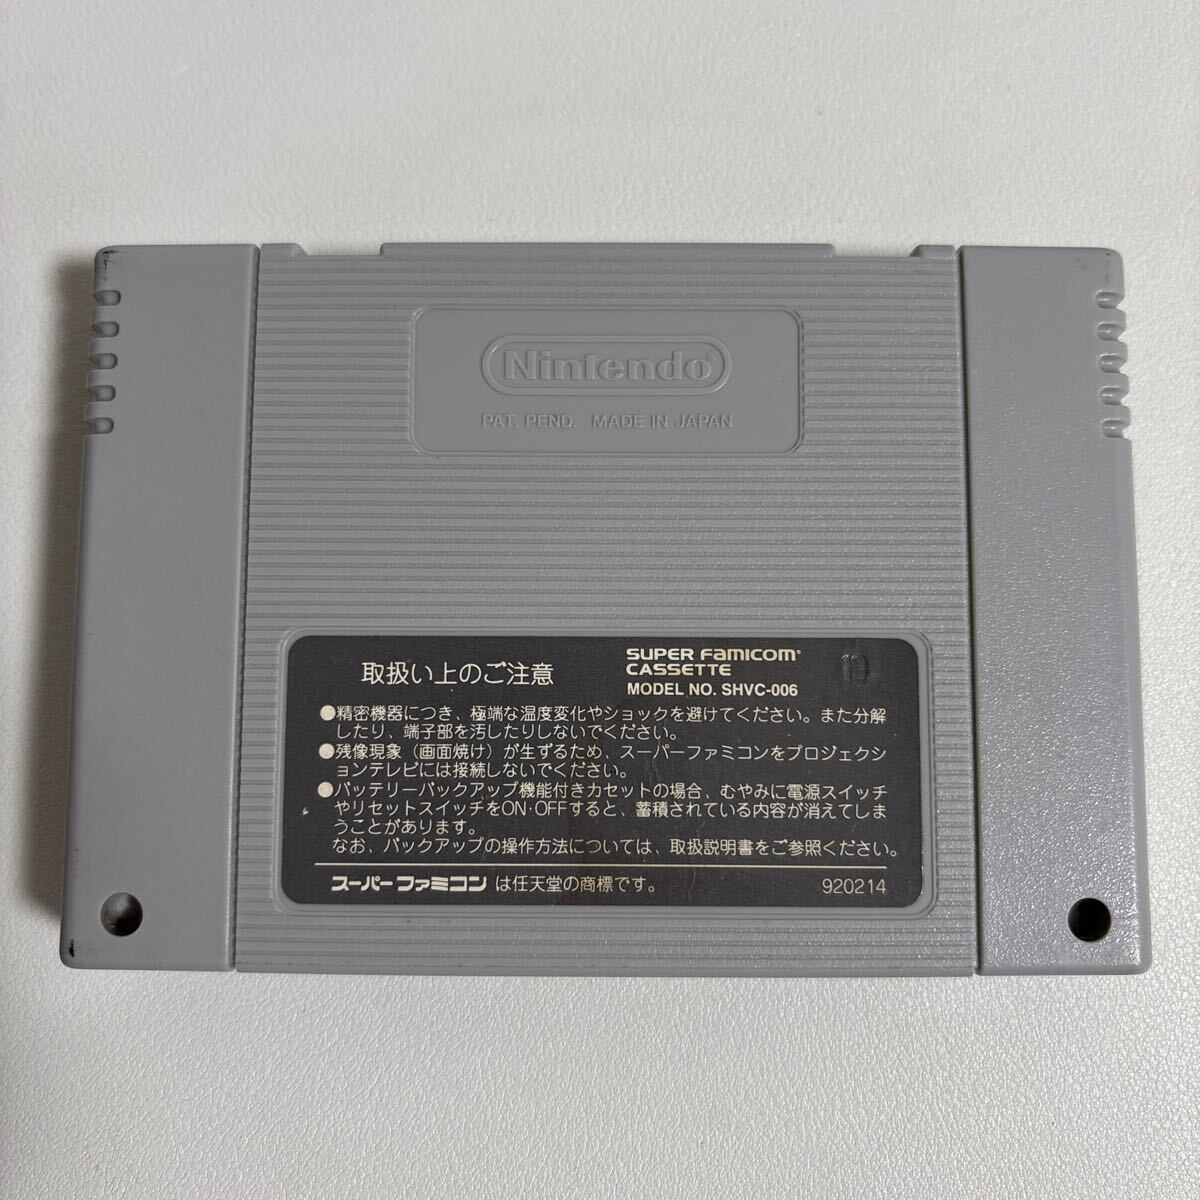 Nintendo®
PAT. PEND. MADE IN JAPAN
取扱い上のご注意
SUPER FAMICOM®
CASSETTE
MODEL NO. SHVC-006
19
●精密機器につき、極端な温度変化やショックを避けてください。また分解
したり、端子部を汚したりしないでください。
●残像現象（画面焼け）が生ずるため、スーパーファミコンをプロジェクシ
ョンテレビには接続しないでください。
●バッテリーバックアップ機能付きカセットの場合、むやみに電源スイッチ
やリセットスイッチをON·OFFすると、蓄積されている内容が消えてしま
うことがあります。
なお、バックアップの操作方法については、取扱説明書をご参照ください。
スーパーファミコンは任天堂の商標です。
920214